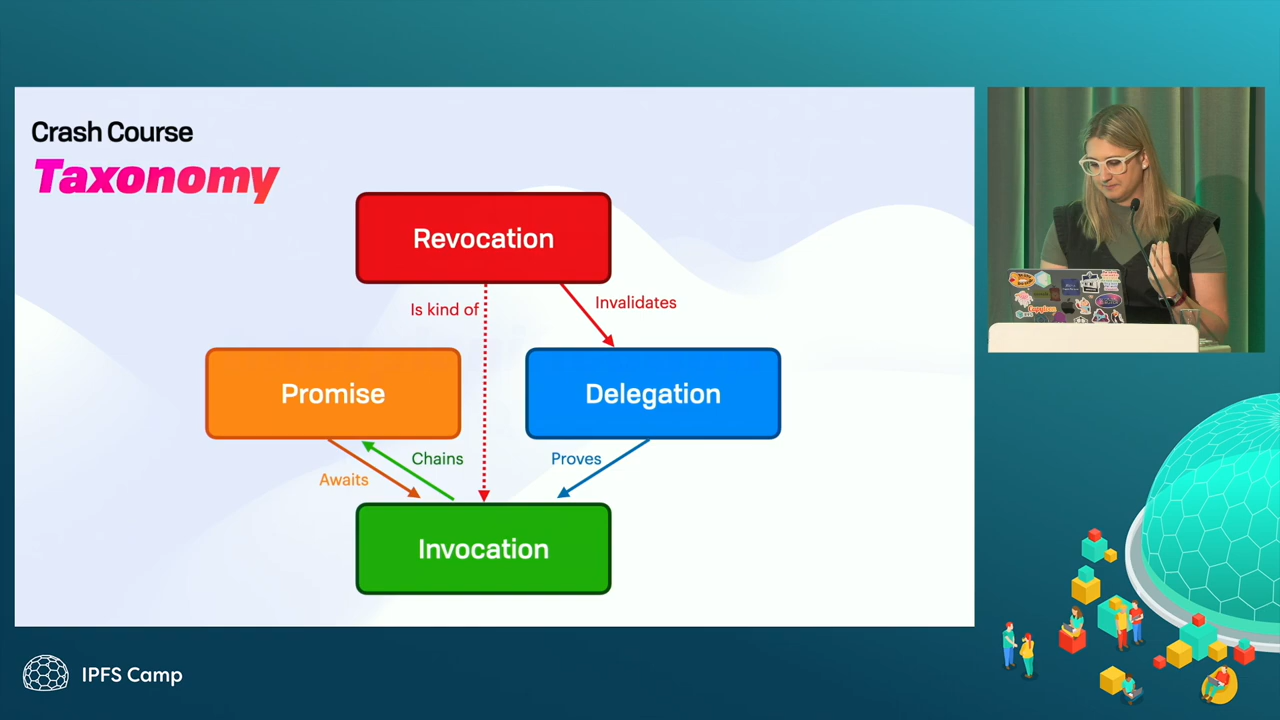 Crash Course
Taxonomy
Revocation
Is kind of
Invalidates
Promise
Delegation
Chains
Proves
Awaits
Invocation
IPFS Camp